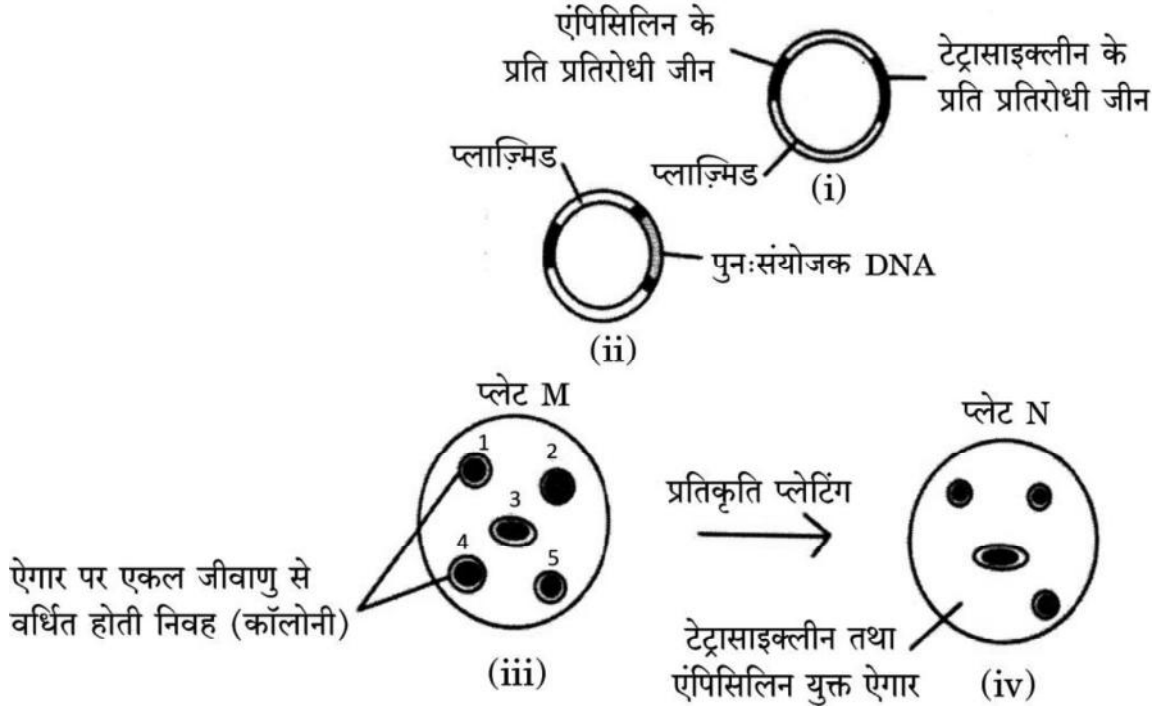 एंपिसिलिन के
प्रति प्रतिरोधी जीन
टेट्रासाइक्लीन के
प्रति प्रतिरोधी जीन
प्लाज़्मिड
(i)
प्लाज़्मिड
पुनःसंयोजक DNA
(ii)
प्लेट M
1
2
3
4
5
ऐगार पर एकल जीवाणु से
वर्धित होती निवह (कॉलोनी)
(iii)
प्रतिकृति प्लेटिंग
प्लेट N
टेट्रासाइक्लीन तथा
एंपिसिलिन युक्त ऐगार
(iv)